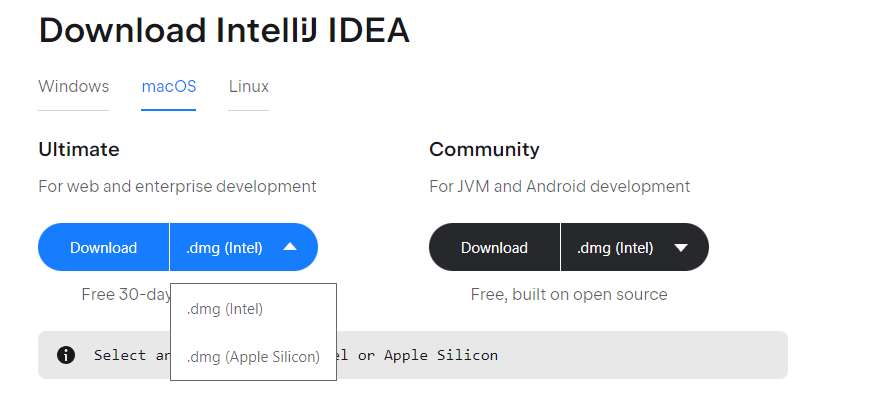 Download IntelliJ IDEA
Windows macOS Linux
Ultimate
For web and enterprise development
Download .dmg (Intel)
Free 30-day
.dmg (Intel)
.dmg (Apple Silicon)
Community
For JVM and Android development
Download .dmg (Intel)
Free, built on open source
Select an el or Apple Silicon